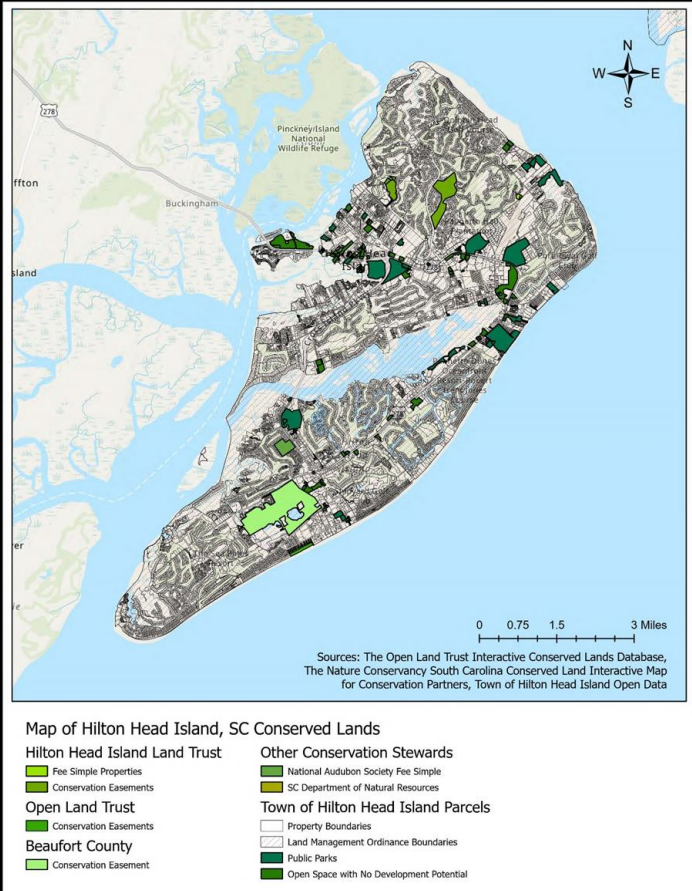 N
W E
S
278
Pinckney Island
National
Wildlife Refuge
ffton
Buckingham
sland
er
ie
0 0.75 1.5 3 Miles
Sources: The Open Land Trust Interactive Conserved Lands Database,
The Nature Conservancy South Carolina Conserved Land Interactive Map
for Conservation Partners, Town of Hilton Head Island Open Data
Map of Hilton Head Island, SC Conserved Lands
Hilton Head Island Land Trust
Fee Simple Properties
Conservation Easements
Open Land Trust
Conservation Easements
Beaufort County
Conservation Easement
Other Conservation Stewards
National Audubon Society Fee Simple
SC Department of Natural Resources
Town of Hilton Head Island Parcels
Property Boundaries
Land Management Ordinance Boundaries
Public Parks
Open Space with No Development Potential